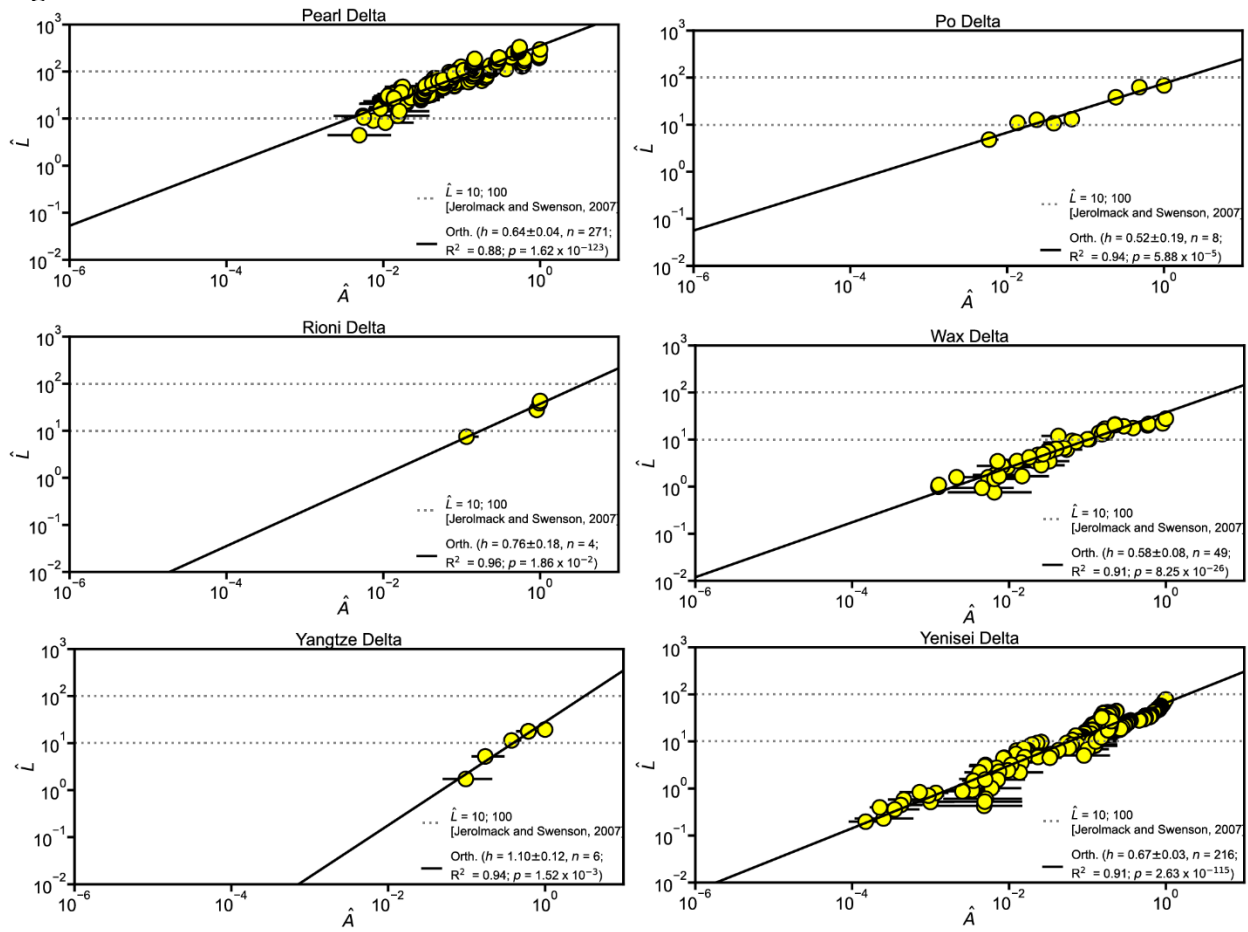 Pearl Delta
10³
10²
10¹
10⁰
10⁻¹
10⁻²
L̂
10⁻⁶
10⁻⁴
10⁻²
10⁰
Â
L̂ = 10; 100
[Jerolmack and Swenson, 2007]
Orth. (h = 0.64±0.04, n = 271;
R² = 0.88; p = 1.62 x 10⁻¹²³)
Po Delta
10³
10²
10¹
10⁰
10⁻¹
10⁻²
L̂
10⁻⁶
10⁻⁴
10⁻²
10⁰
Â
L̂ = 10; 100
[Jerolmack and Swenson, 2007]
Orth. (h = 0.52±0.19, n = 8;
R² = 0.94; p = 5.88 x 10⁻⁵)
Rioni Delta
10³
10²
10¹
10⁰
10⁻¹
10⁻²
L̂
10⁻⁶
10⁻⁴
10⁻²
10⁰
Â
L̂ = 10; 100
[Jerolmack and Swenson, 2007]
Orth. (h = 0.76±0.18, n = 4;
R² = 0.96; p = 1.86 x 10⁻²)
Wax Delta
10³
10²
10¹
10⁰
10⁻¹
10⁻²
L̂
10⁻⁶
10⁻⁴
10⁻²
10⁰
Â
L̂ = 10; 100
[Jerolmack and Swenson, 2007]
Orth. (h = 0.58±0.08, n = 49;
R² = 0.91; p = 8.25 x 10⁻²⁶)
Yangtze Delta
10³
10²
10¹
10⁰
10⁻¹
10⁻²
L̂
10⁻⁶
10⁻⁴
10⁻²
10⁰
Â
L̂ = 10; 100
[Jerolmack and Swenson, 2007]
Orth. (h = 1.10±0.12, n = 6;
R² = 0.94; p = 1.52 x 10⁻³)
Yenisei Delta
10³
10²
10¹
10⁰
10⁻¹
10⁻²
L̂
10⁻⁶
10⁻⁴
10⁻²
10⁰
Â
L̂ = 10; 100
[Jerolmack and Swenson, 2007]
Orth. (h = 0.67±0.03, n = 216;
R² = 0.91; p = 2.63 x 10⁻¹¹⁵)